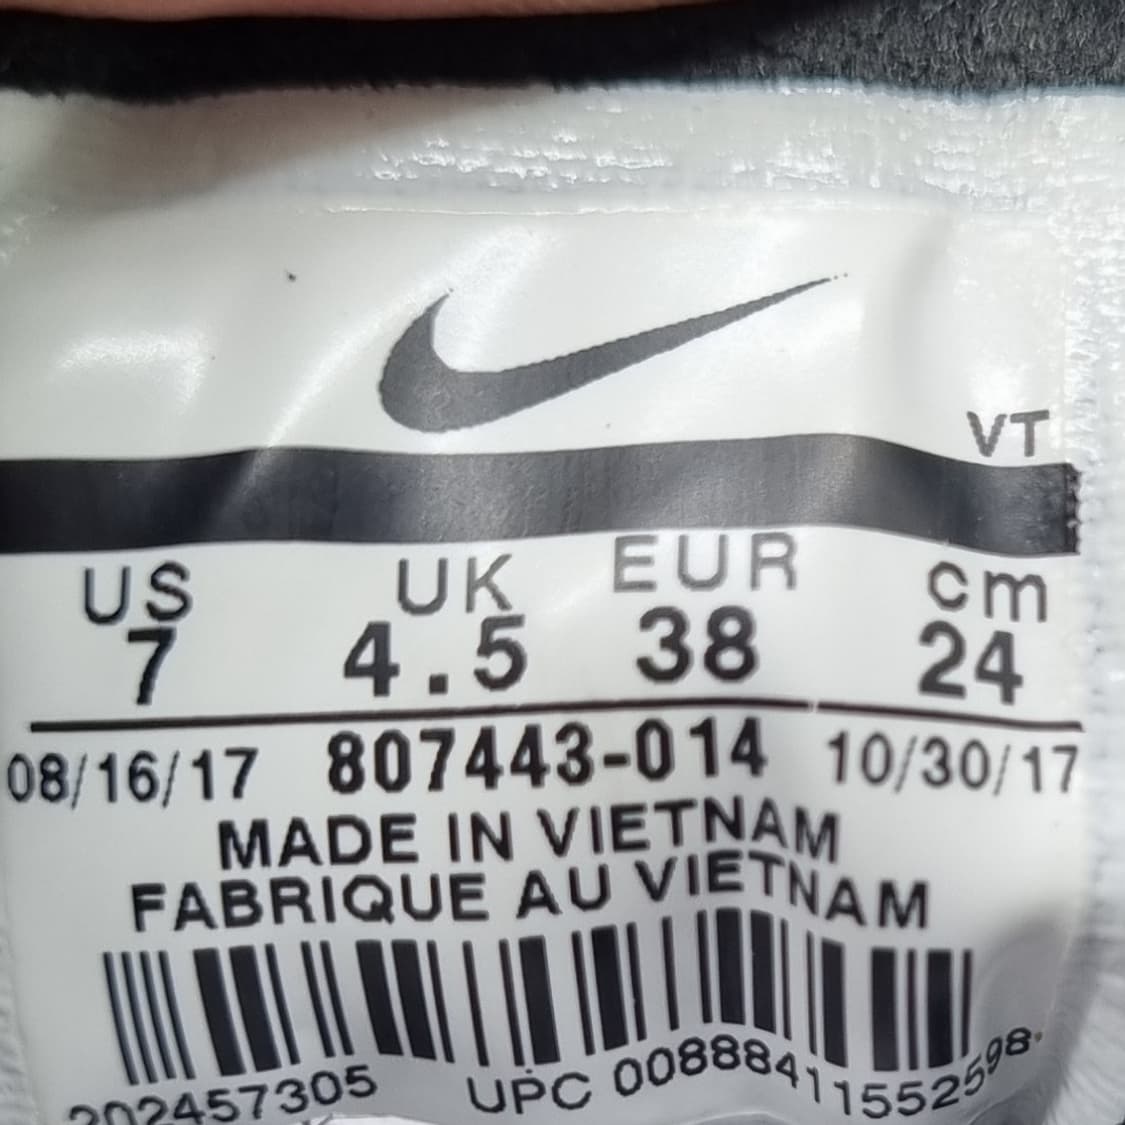 VT
US UK EUR cm
7 4.5 38 24
08/16/17 807443-014 10/30/17
MADE IN VIETNAM
FABRIQUE AU VIETNAM
202457305 UPC 00888411552598